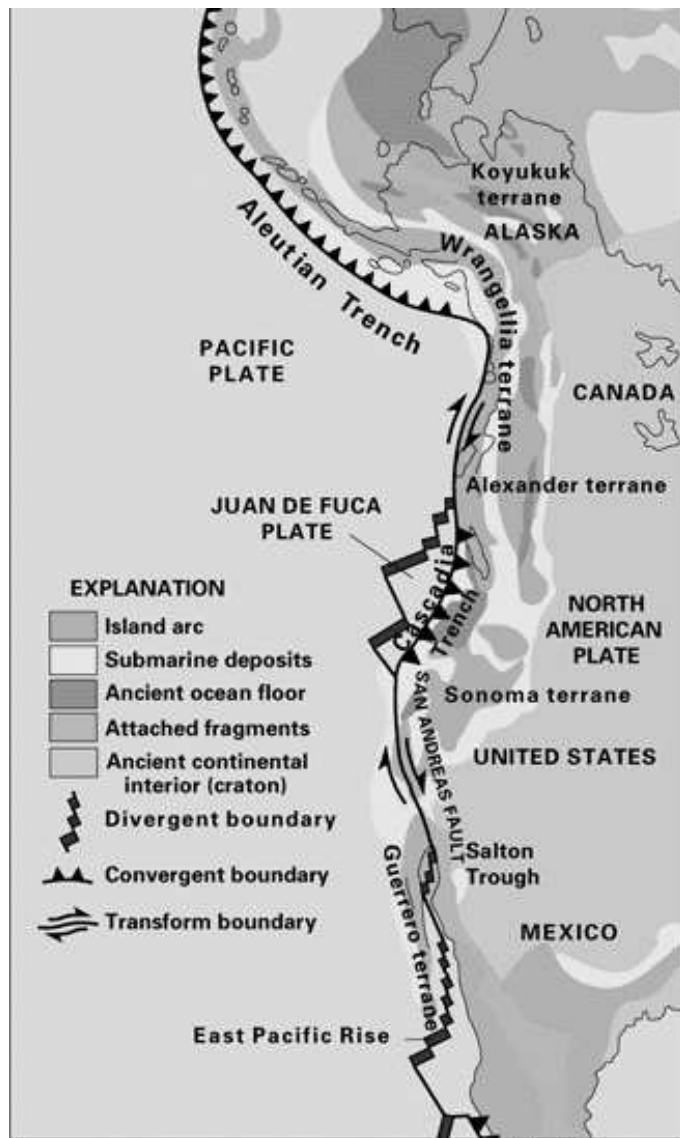 Koyukuk
terrane
ALASKA
Wrangellia terrane
Aleutian Trench
PACIFIC
PLATE
CANADA
Alexander terrane
JUAN DE FUCA
PLATE
Cascadia
Trench
EXPLANATION
Island arc
Submarine deposits
Ancient ocean floor
Attached fragments
Ancient continental
interior (craton)
Divergent boundary
Convergent boundary
Transform boundary
NORTH
AMERICAN
PLATE
Sonoma terrane
SAN ANDREAS FAULT
UNITED STATES
Salton
Trough
Guerrero terrane
MEXICO
East Pacific Rise